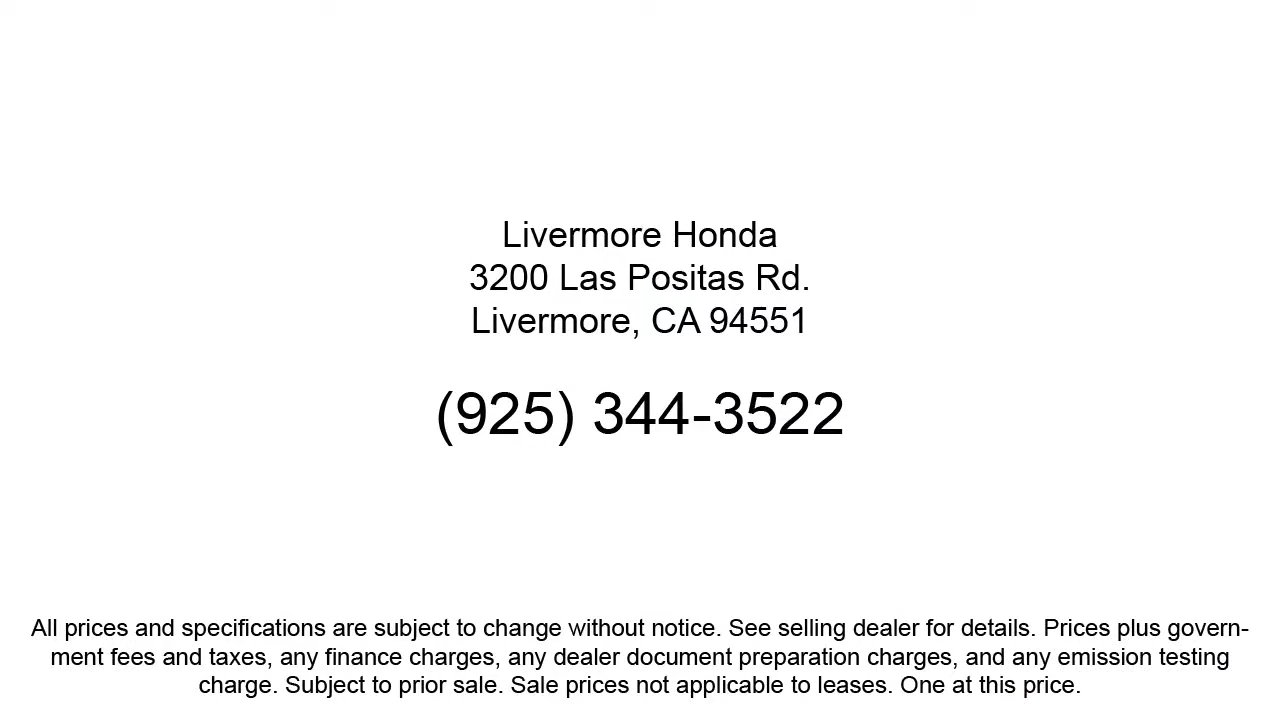 Livermore Honda
3200 Las Positas Rd.
Livermore, CA 94551
(925) 344-3522
All prices and specifications are subject to change without notice. See selling dealer for details. Prices plus govern-
ment fees and taxes, any finance charges, any dealer document preparation charges, and any emission testing
charge. Subject to prior sale. Sale prices not applicable to leases. One at this price.